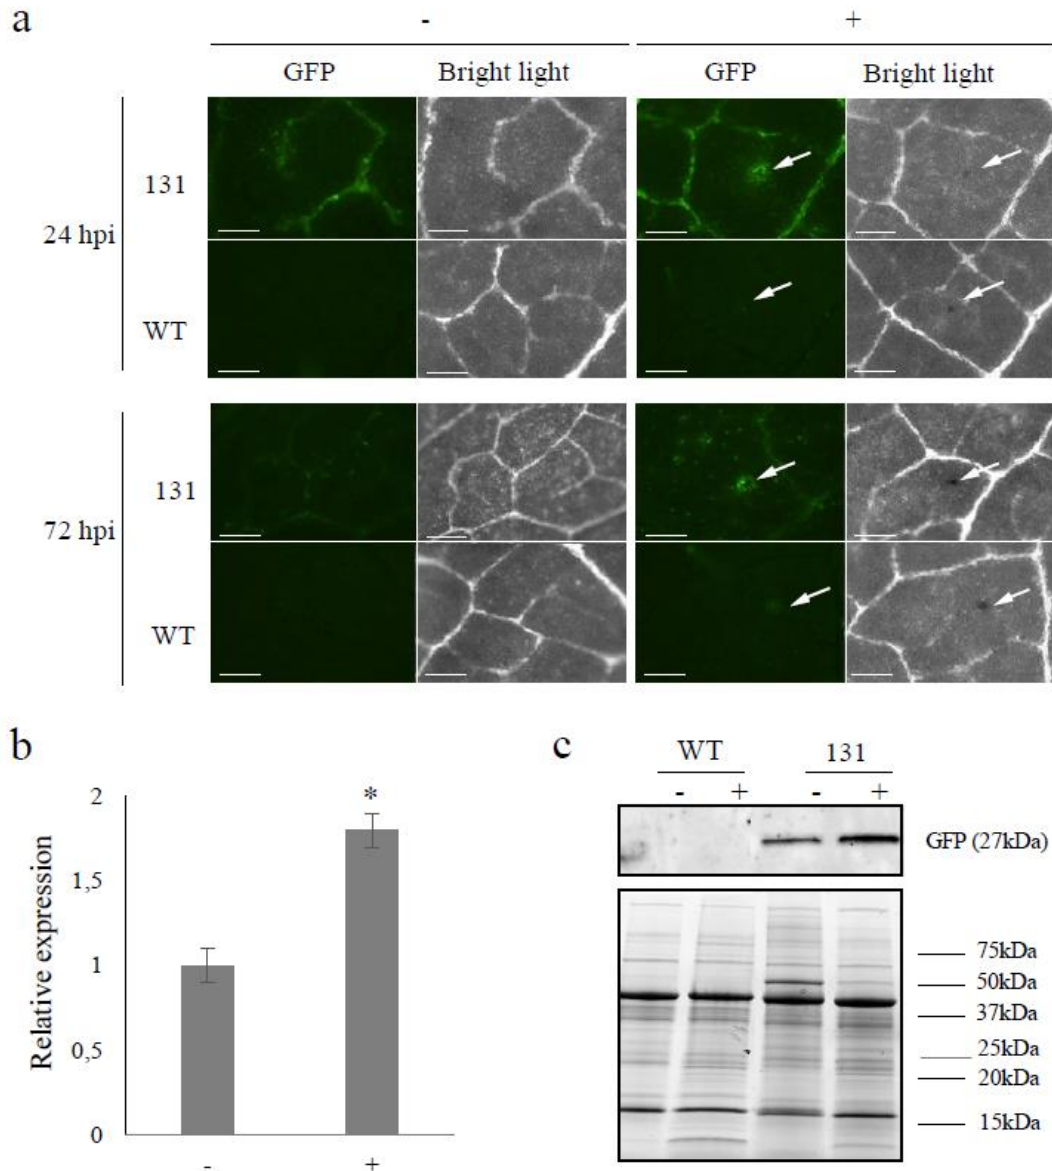 a
- +
GFP Bright light GFP Bright light
131
24 hpi
WT
131
72 hpi
WT
b
c
WT 131
- + - +
GFP (27kDa)
2
*
1,5
1
0,5
0
Relative expression
- +
75kDa
50kDa
37kDa
25kDa
20kDa
15kDa